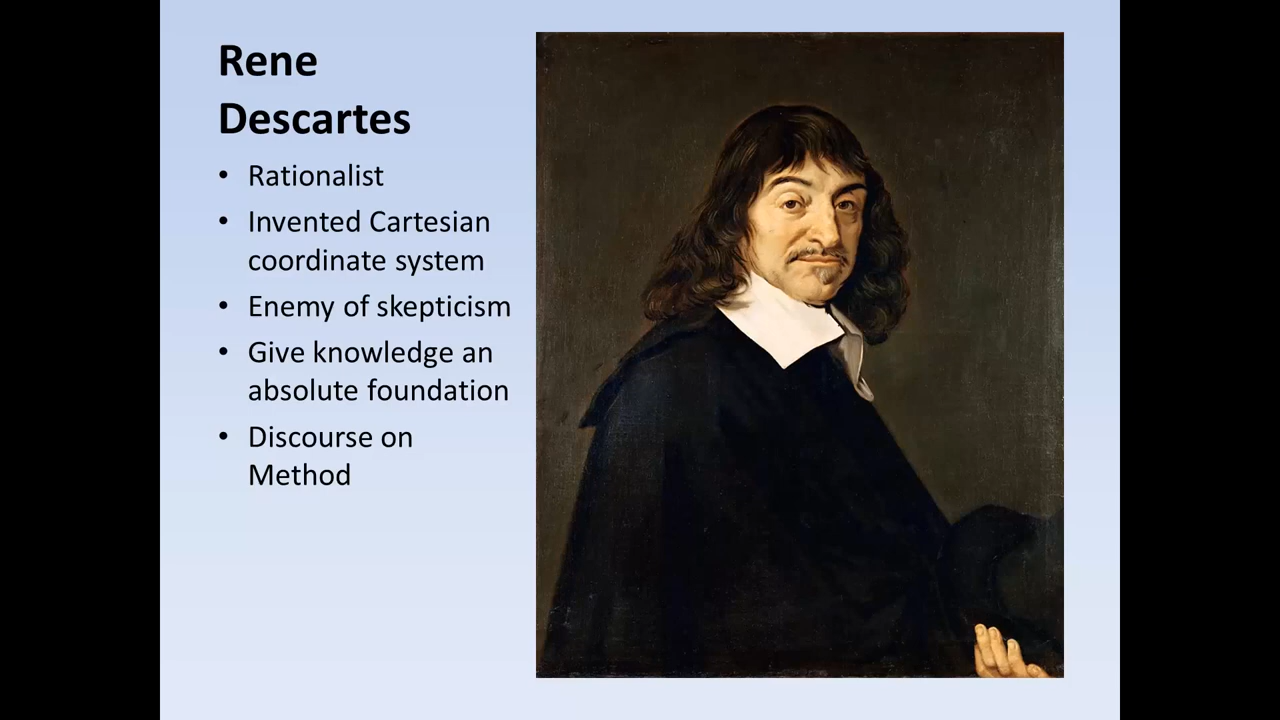 Rene
Descartes
• Rationalist
• Invented Cartesian
coordinate system
• Enemy of skepticism
• Give knowledge an
absolute foundation
• Discourse on
Method